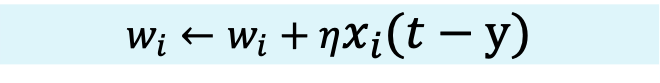 wᵢ ← wᵢ + ηxᵢ(t − y)